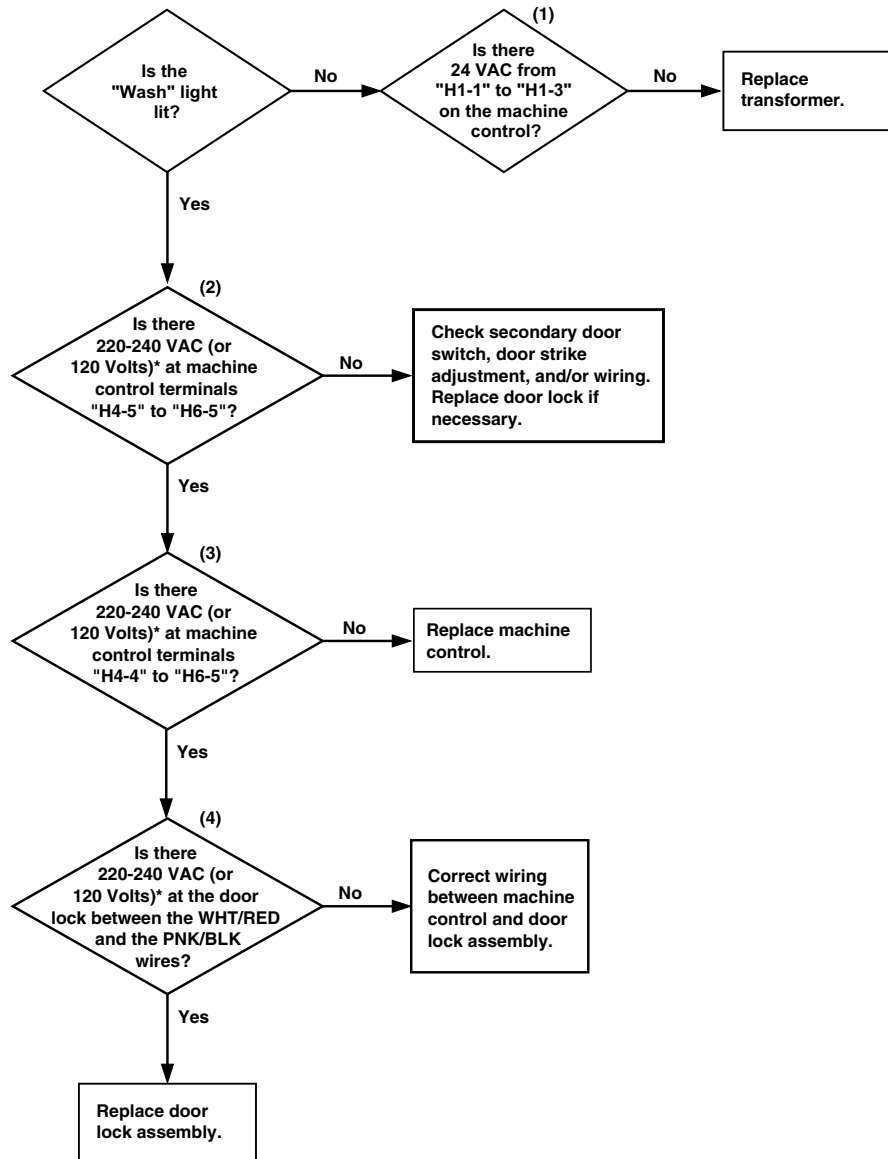 Is the
"Wash" light
lit?
No
(1)
Is there
24 VAC from
"H1-1" to "H1-3"
on the machine
control?
No
Replace
transformer.
Yes
(2)
Is there
220-240 VAC (or
120 Volts)* at machine
control terminals
"H4-5" to "H6-5"?
No
Check secondary door
switch, door strike
adjustment, and/or wiring.
Replace door lock if
necessary.
Yes
(3)
Is there
220-240 VAC (or
120 Volts)* at machine
control terminals
"H4-4" to "H6-5"?
No
Replace machine
control.
Yes
(4)
Is there
220-240 VAC (or
120 Volts)* at the door
lock between the WHT/RED
and the PNK/BLK
wires?
No
Correct wiring
between machine
control and door
lock assembly.
Yes
Replace door
lock assembly.